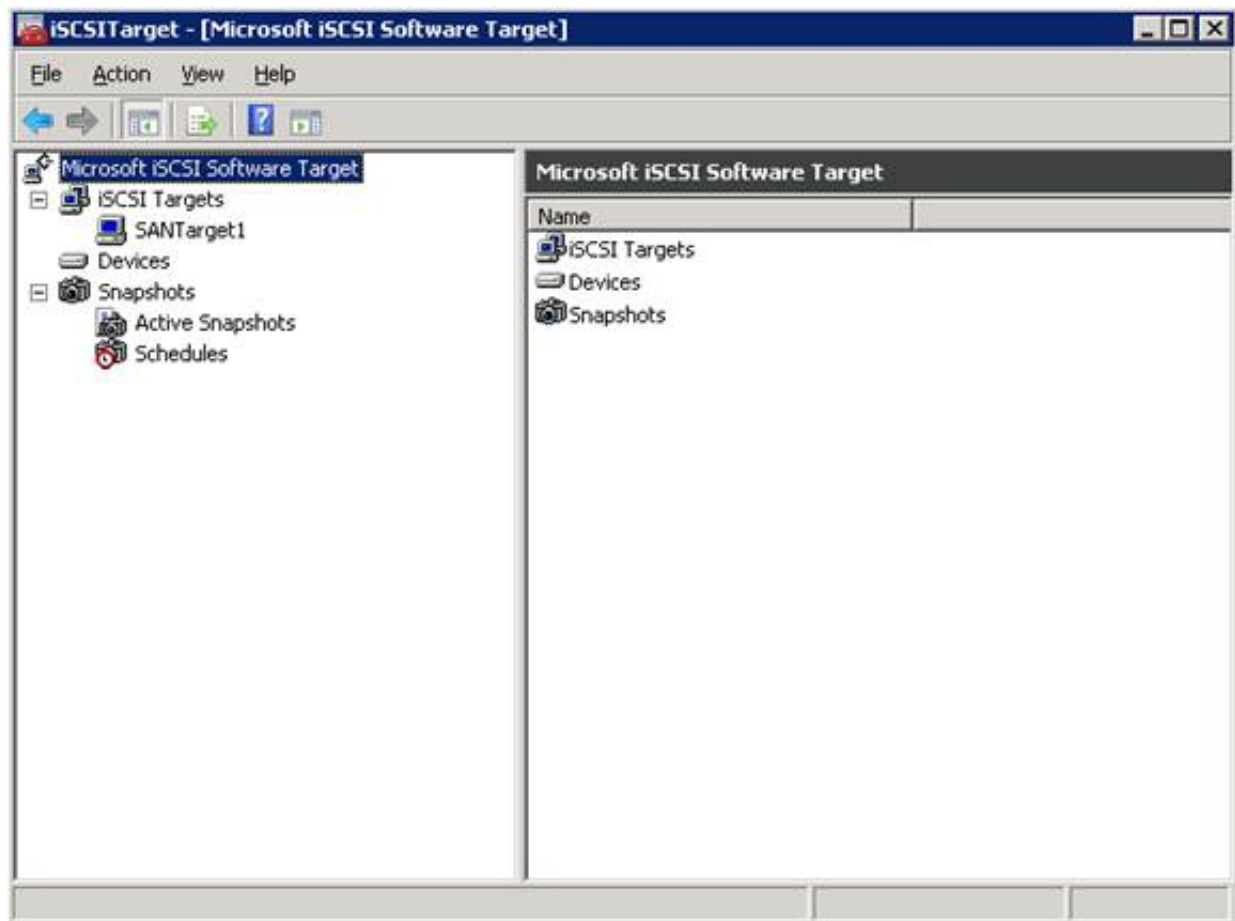 iSCSITarget - [Microsoft iSCSI Software Target]
File Action View Help
Microsoft iSCSI Software Target
iSCSI Targets
SANTarget1
Devices
Snapshots
Active Snapshots
Schedules
Microsoft iSCSI Software Target
Name
iSCSI Targets
Devices
Snapshots